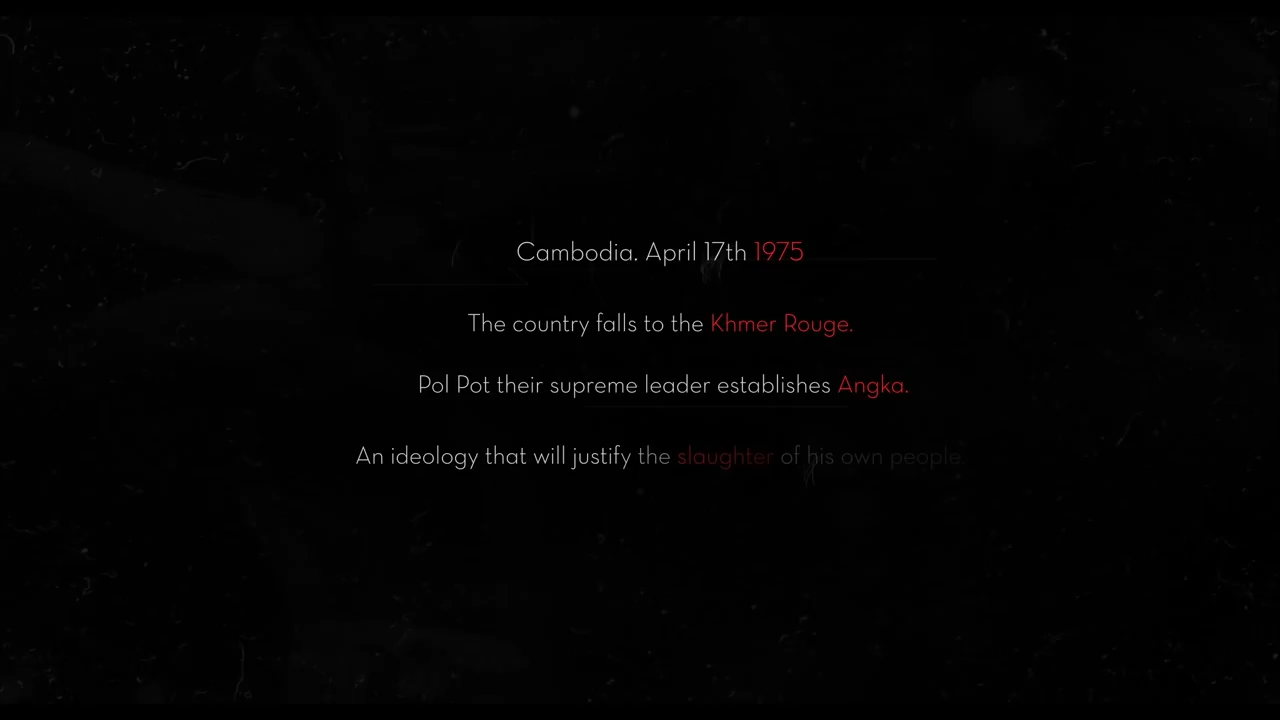 Cambodia. April 17th 1975
The country falls to the Khmer Rouge.
Pol Pot their supreme leader establishes Angka.
An ideology that will justify the slaughter of his own people.